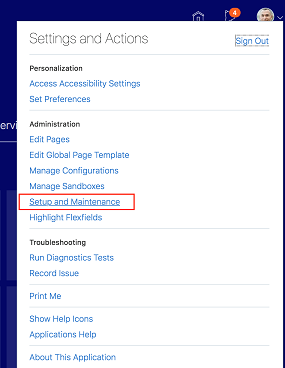 4
Settings and Actions
Sign Out
Personalization
Access Accessibility Settings
Set Preferences
Administration
Edit Pages
Edit Global Page Template
Manage Configurations
Manage Sandboxes
Setup and Maintenance
Highlight Flexfields
Troubleshooting
Run Diagnostics Tests
Record Issue
Print Me
Show Help Icons
Applications Help
About This Application